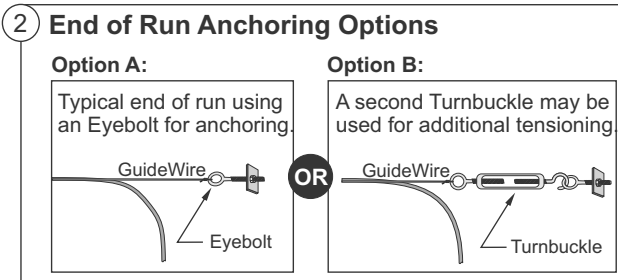 2 End of Run Anchoring Options
Option A:
Typical end of run using
an Eyebolt for anchoring.
GuideWire
Eyebolt
OR
Option B:
A second Turnbuckle may be
used for additional tensioning.
GuideWire
Turnbuckle